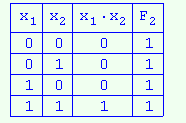 x₁ x₂ x₁·x₂ F₂
0 0 0 1
0 1 0 1
1 0 0 1
1 1 1 1